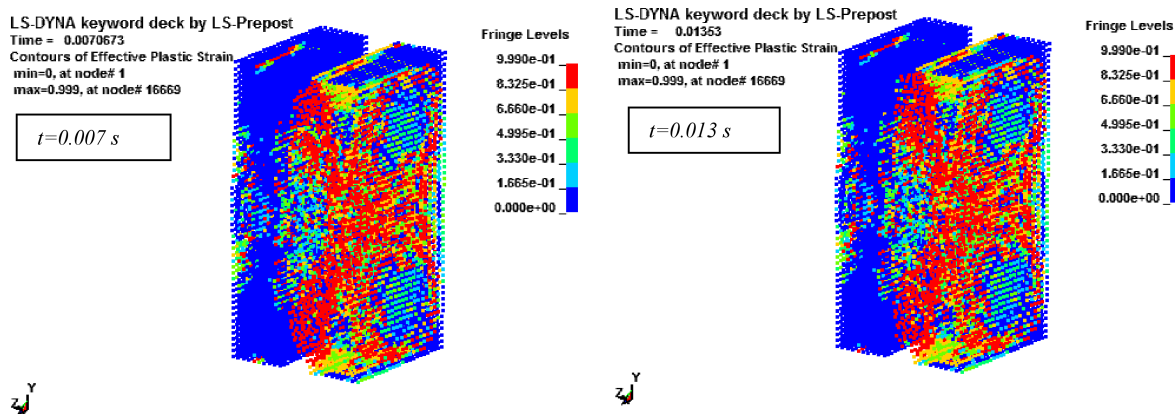 LS-DYNA keyword deck by LS-Prepost
Time = 0.0070673
Contours of Effective Plastic Strain
min=0, at node# 1
max=0.999, at node# 16669
t=0.007 s
Fringe Levels
9.990e-01
8.325e-01
6.660e-01
4.995e-01
3.330e-01
1.665e-01
0.000e+00
Y
Z
LS-DYNA keyword deck by LS-Prepost
Time = 0.01353
Contours of Effective Plastic Strain
min=0, at node# 1
max=0.999, at node# 16669
t=0.013 s
Fringe Levels
9.990e-01
8.325e-01
6.660e-01
4.995e-01
3.330e-01
1.665e-01
0.000e+00
Y
Z